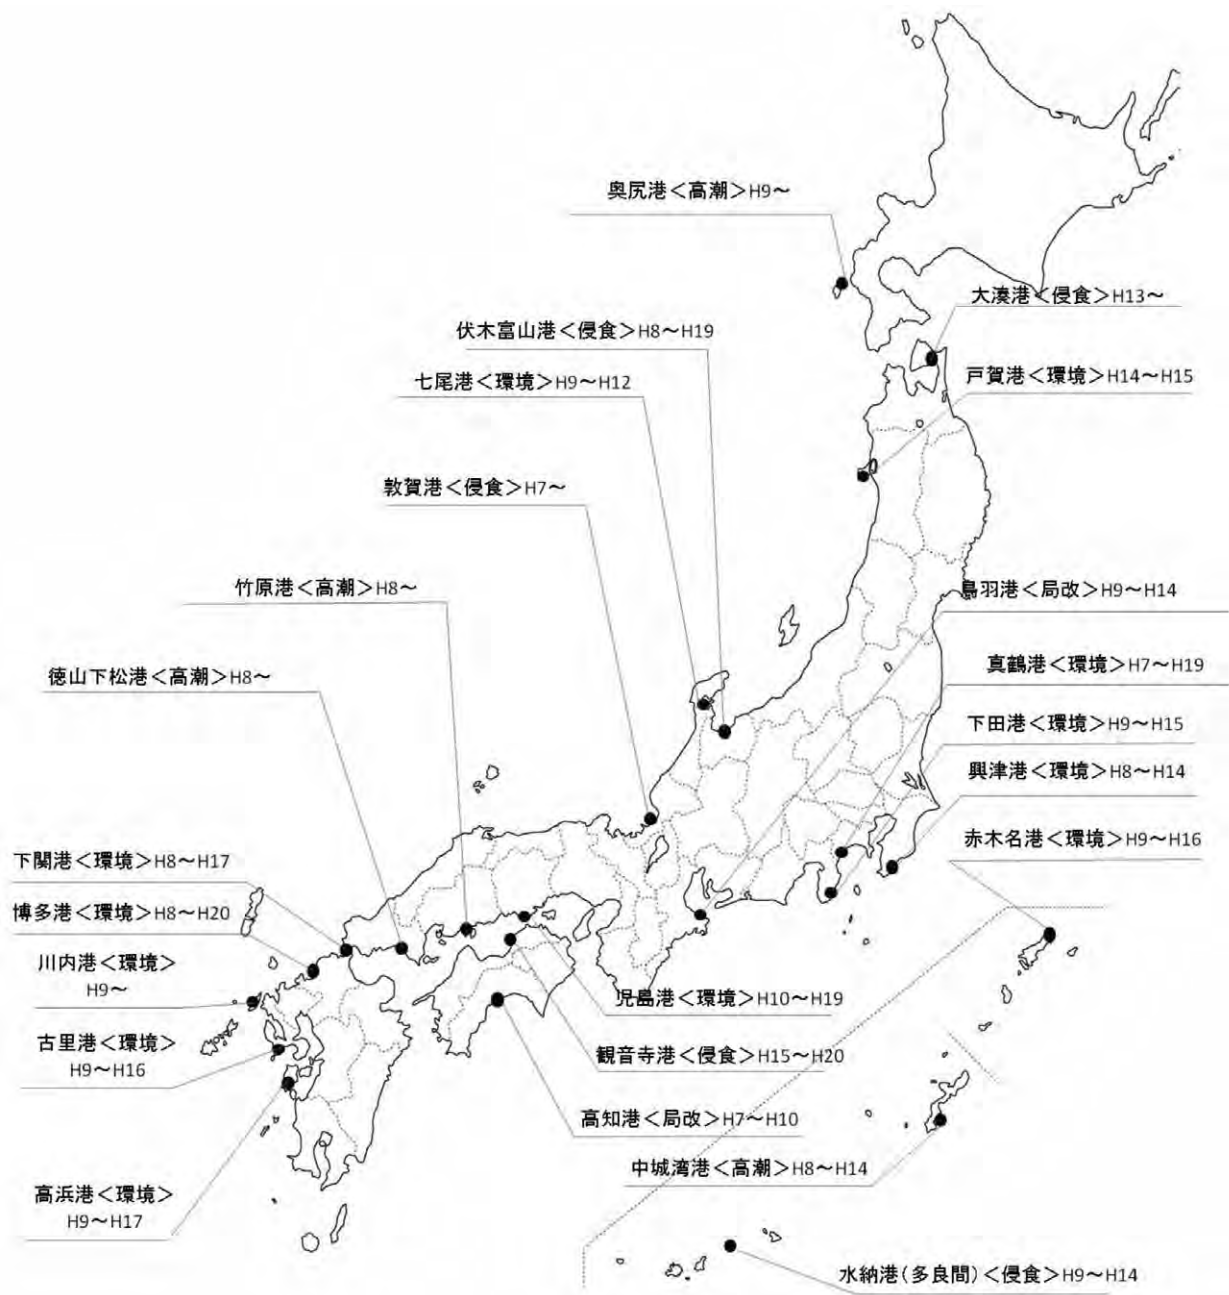 奥尻港＜高潮＞H9～
大湊港＜侵食＞H13～
伏木富山港＜侵食＞H8～H19
戸賀港＜環境＞H14～H15
七尾港＜環境＞H9～H12
敦賀港＜侵食＞H7～
竹原港＜高潮＞H8～
鳥羽港＜局改＞H9～H14
真鶴港＜環境＞H7～H19
徳山下松港＜高潮＞H8～
下田港＜環境＞H9～H15
興津港＜環境＞H8～H14
赤木名港＜環境＞H9～H16
下関港＜環境＞H8～H17
博多港＜環境＞H8～H20
川内港＜環境＞
H9～
児島港＜環境＞H10～H19
古里港＜環境＞
H9～H16
観音寺港＜侵食＞H15～H20
高知港＜局改＞H7～H10
中城湾港＜高潮＞H8～H14
高浜港＜環境＞
H9～H17
水納港（多良間）＜侵食＞H9～H14